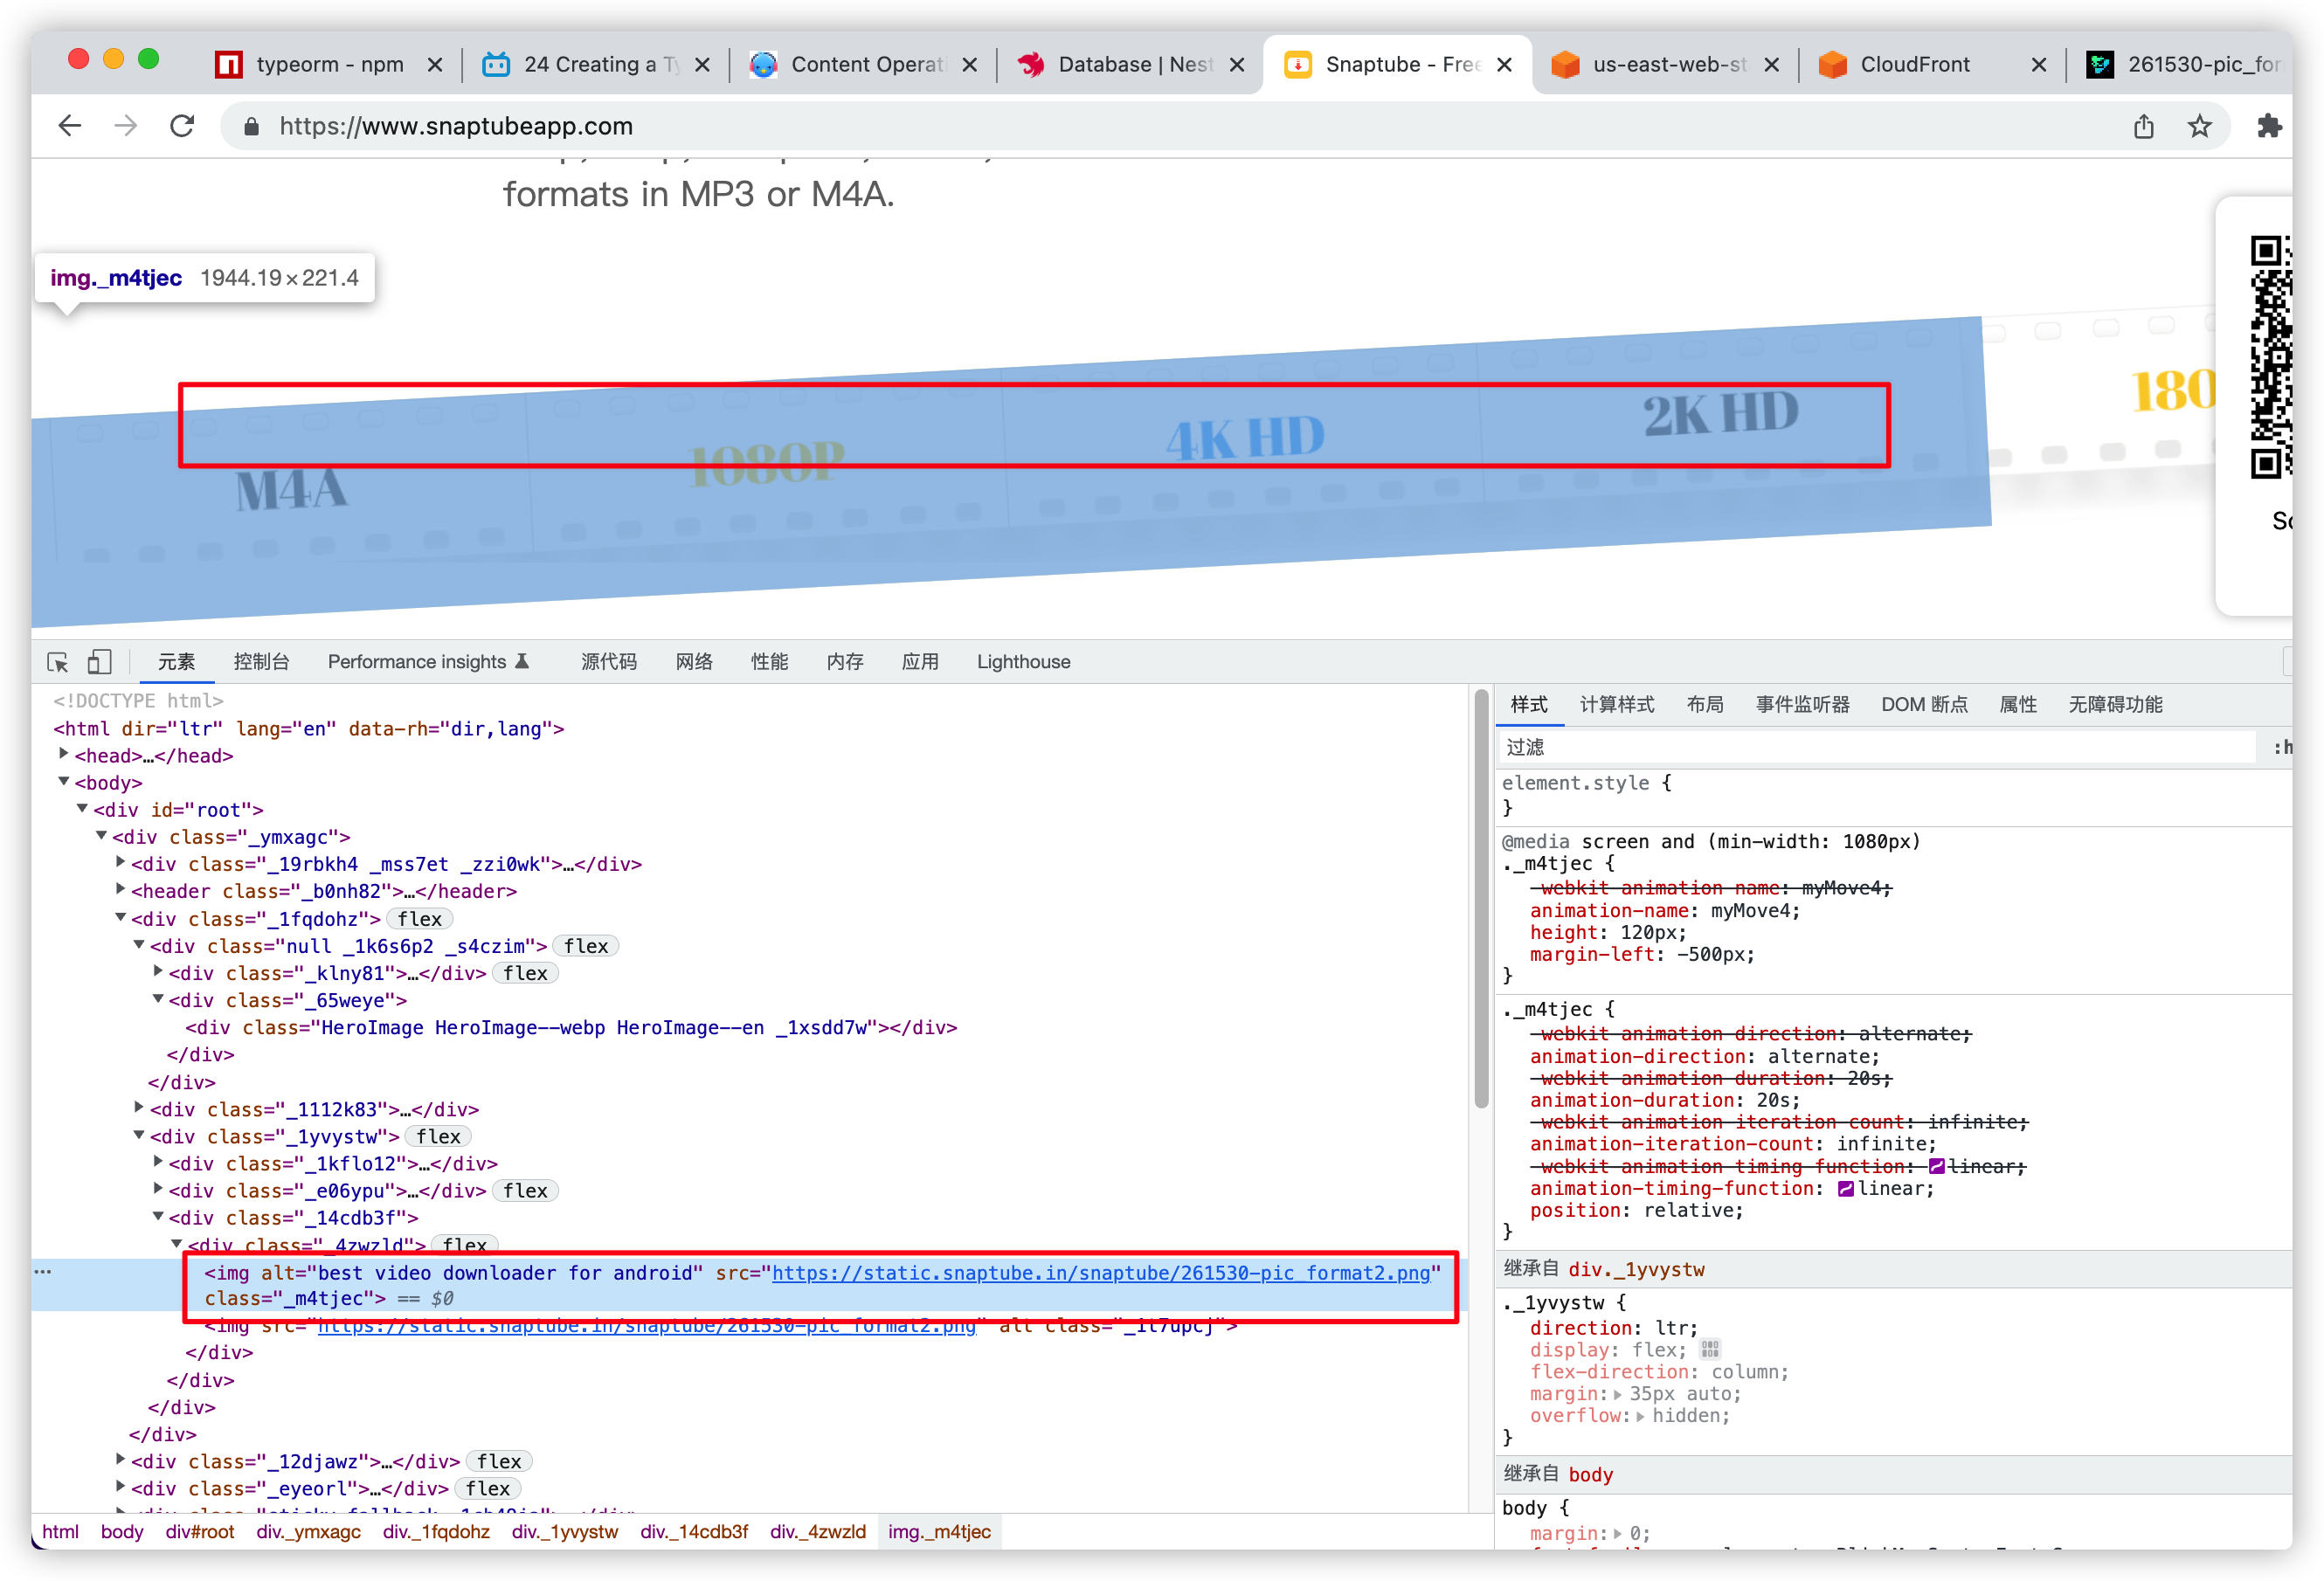 typeorm - npm
24 Creating a Ty
Content Operati
Database | Nest
Snaptube - Free
us-east-web-st
CloudFront
261530-pic_for
https://www.snaptubeapp.com
formats in MP3 or M4A.
img._m4tjec 1944.19×221.4
M4A
1080P
4K HD
2K HD
180
Sc
元素 控制台 Performance insights 源代码 网络 性能 内存 应用 Lighthouse
<!DOCTYPE html>
<html dir="ltr" lang="en" data-rh="dir,lang">
<head>…</head>
<body>
<div id="root">
<div class="_ymxagc">
<div class="_19rbkh4 _mss7et _zzi0wk">…</div>
<header class="_b0nh82">…</header>
<div class="_1fqdohz"> flex
<div class="null _1k6s6p2 _s4czim"> flex
<div class="_klny81">…</div> flex
<div class="_65weye">
<div class="HeroImage HeroImage--webp HeroImage--en _1xsdd7w"></div>
</div>
</div>
<div class="_1112k83">…</div>
<div class="_1yvystw"> flex
<div class="_1kflo12">…</div>
<div class="_e06ypu">…</div> flex
<div class="_14cdb3f">
<div class="_4zwzld"> flex
<img alt="best video downloader for android" src="https://static.snaptube.in/snaptube/261530-pic_format2.png"
class="_m4tjec"> == $0
<img src="https://static.snaptube.in/snaptube/261530-pic_format2.png" alt class="_1t7upcj">
</div>
</div>
</div>
</div>
<div class="_12djawz">…</div> flex
<div class="_eyeorl">…</div> flex
html body div#root div._ymxagc div._1fqdohz div._1yvystw div._14cdb3f div._4zwzld img._m4tjec
样式 计算样式 布局 事件监听器 DOM 断点 属性 无障碍功能
过滤 :h
element.style {
}
@media screen and (min-width: 1080px)
._m4tjec {
-webkit-animation-name: myMove4;
animation-name: myMove4;
height: 120px;
margin-left: -500px;
}
._m4tjec {
-webkit-animation-direction: alternate;
animation-direction: alternate;
-webkit-animation-duration: 20s;
animation-duration: 20s;
-webkit-animation-iteration-count: infinite;
animation-iteration-count: infinite;
-webkit-animation-timing-function: linear;
animation-timing-function: linear;
position: relative;
}
继承自 div._1yvystw
._1yvystw {
direction: ltr;
display: flex;
flex-direction: column;
margin: 35px auto;
overflow: hidden;
}
继承自 body
body {
margin: 0;